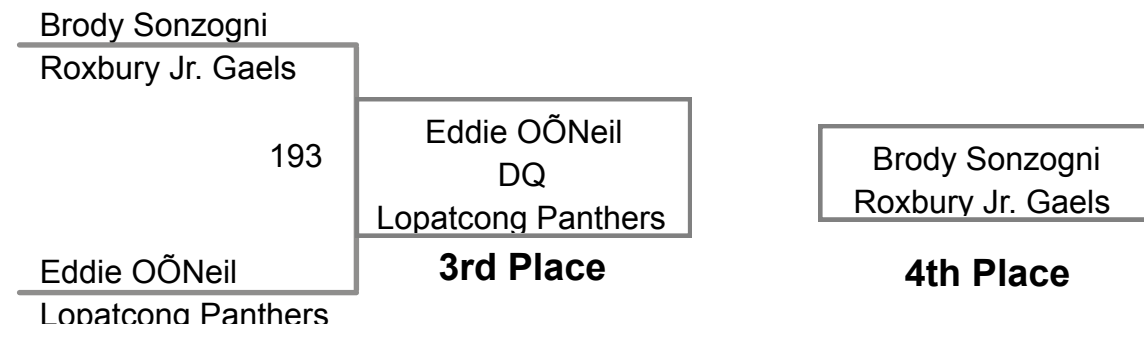 Brody Sonzogni
Roxbury Jr. Gaels
193
Eddie OÕNeil
DQ
Lopatcong Panthers
3rd Place
Brody Sonzogni
Roxbury Jr. Gaels
4th Place
Eddie OÕNeil
Lopatcong Panthers